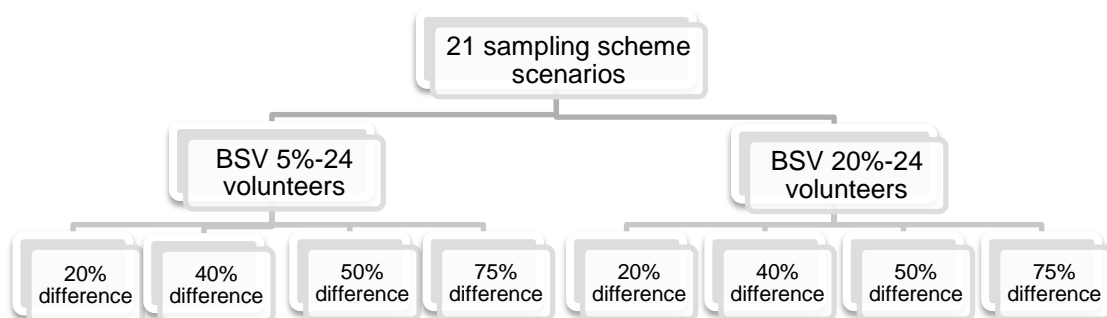 21 sampling scheme
scenarios
BSV 5%-24
volunteers
BSV 20%-24
volunteers
20%
difference
40%
difference
50%
difference
75%
difference
20%
difference
40%
difference
50%
difference
75%
difference